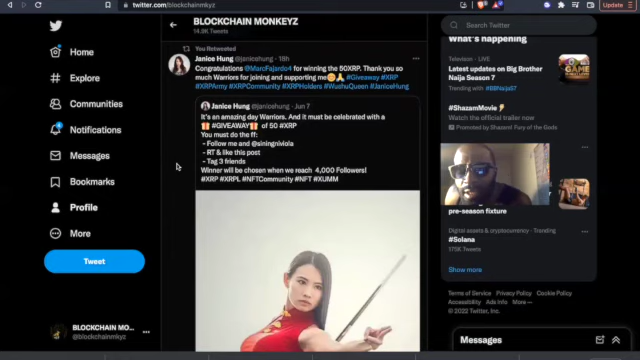 twitter.com/blockchainmkyz
Update
BLOCKCHAIN MONKEYZ
14.9K Tweets
Home
Explore
Communities
Notifications
Messages
Bookmarks
Profile
More
Tweet
BLOCKCHAIN MO...
@blockchainmkyz
You Retweeted
Janice Hung @janicehung · 18h
Congratulations @MarcFajardo4 for winning the 50XRP. Thank you so
much Warriors for joining and supporting me #Giveaway #XRP
#XRPArmy #XRPCommunity #XRPHolders #WushuQueen #JaniceHung
Janice Hung @janicehung · Jun 7
It's an amazing day Warriors. And it must be celebrated with a
#GIVEAWAY of 50 #XRP
You must do the ff:
- Follow me and @siningniviola
- RT & like this post
- Tag 3 friends
Winner will be chosen when we reach 4,000 Followers!
#XRP #XRPL #NFTCommunity #NFT #XUMM
Search Twitter
What's happening
Television · LIVE
Latest updates on Big Brother
Naija Season 7
Trending with #BBNaijaS7
#ShazamMovie
Watch the official trailer now
Promoted by Shazam! Fury of the Gods
pre-season fixture
Digital assets & cryptocurrency · Trending
#Solana
175K Tweets
Show more
Terms of Service Privacy Policy Cookie Policy
Accessibility Ads Info More
© 2022 Twitter, Inc.
Messages